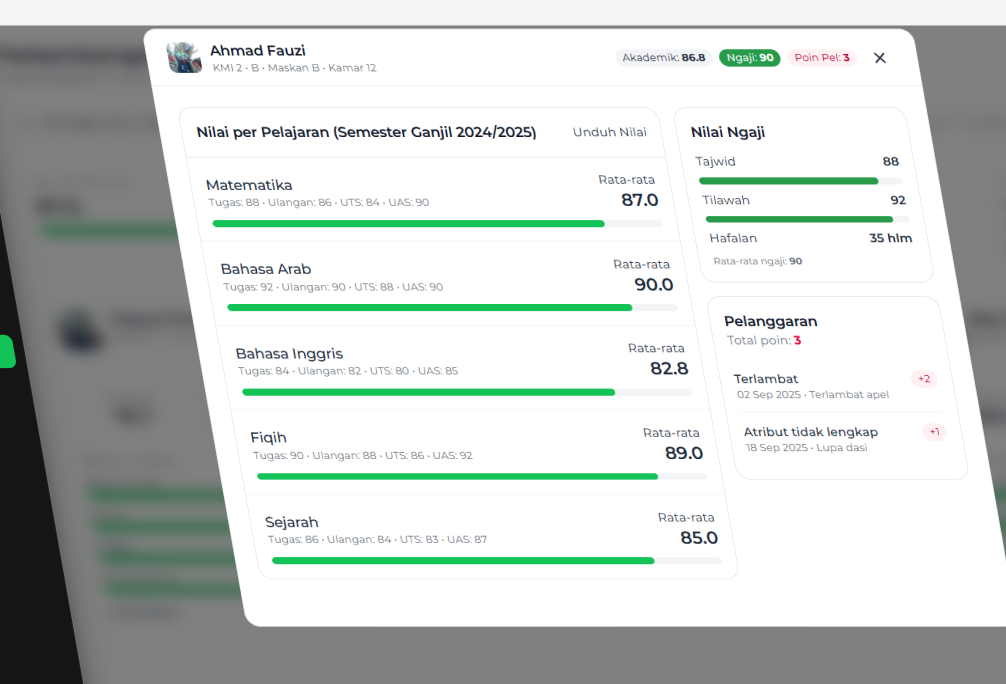 Ahmad Fauzi
KMI 2 • B • Maskan B • Kamar 12
Akademik: 86.8
Ngaji: 90
Poin Pel: 3
Nilai per Pelajaran (Semester Ganjil 2024/2025)
Unduh Nilai
Matematika
Tugas: 88 • Ulangan: 86 • UTS: 84 • UAS: 90
Rata-rata
87.0
Bahasa Arab
Tugas: 92 • Ulangan: 90 • UTS: 88 • UAS: 90
Rata-rata
90.0
Bahasa Inggris
Tugas: 84 • Ulangan: 82 • UTS: 80 • UAS: 85
Rata-rata
82.8
Fiqih
Tugas: 90 • Ulangan: 88 • UTS: 86 • UAS: 92
Rata-rata
89.0
Sejarah
Tugas: 86 • Ulangan: 84 • UTS: 83 • UAS: 87
Rata-rata
85.0
Nilai Ngaji
Tajwid 88
Tilawah 92
Hafalan 35 hlm
Rata-rata ngaji: 90
Pelanggaran
Total poin: 3
Terlambat +2
02 Sep 2025 • Terlambat apel
Atribut tidak lengkap +1
18 Sep 2025 • Lupa dasi